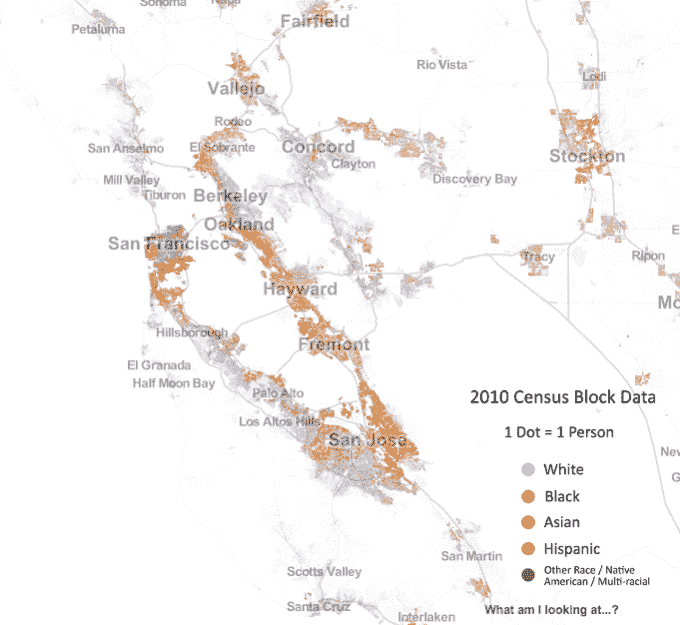 Sonoma
Napa
Fairfield
Petaluma
Rio Vista
Lodi
Vallejo
Rodeo
San Anselmo
El Sobrante
Concord
Clayton
Stockton
Mill Valley
Tiburon
Discovery Bay
Berkeley
Oakland
San Francisco
Tracy
Ripon
Hayward
Mo
Hillsborough
Fremont
El Granada
Half Moon Bay
Palo Alto
Los Altos Hills
San Jose
2010 Census Block Data
1 Dot = 1 Person
White
Black
Asian
Hispanic
Other Race / Native
American / Multi-racial
New
G
San Martin
Scotts Valley
Santa Cruz
Interlaken
What am I looking at...?